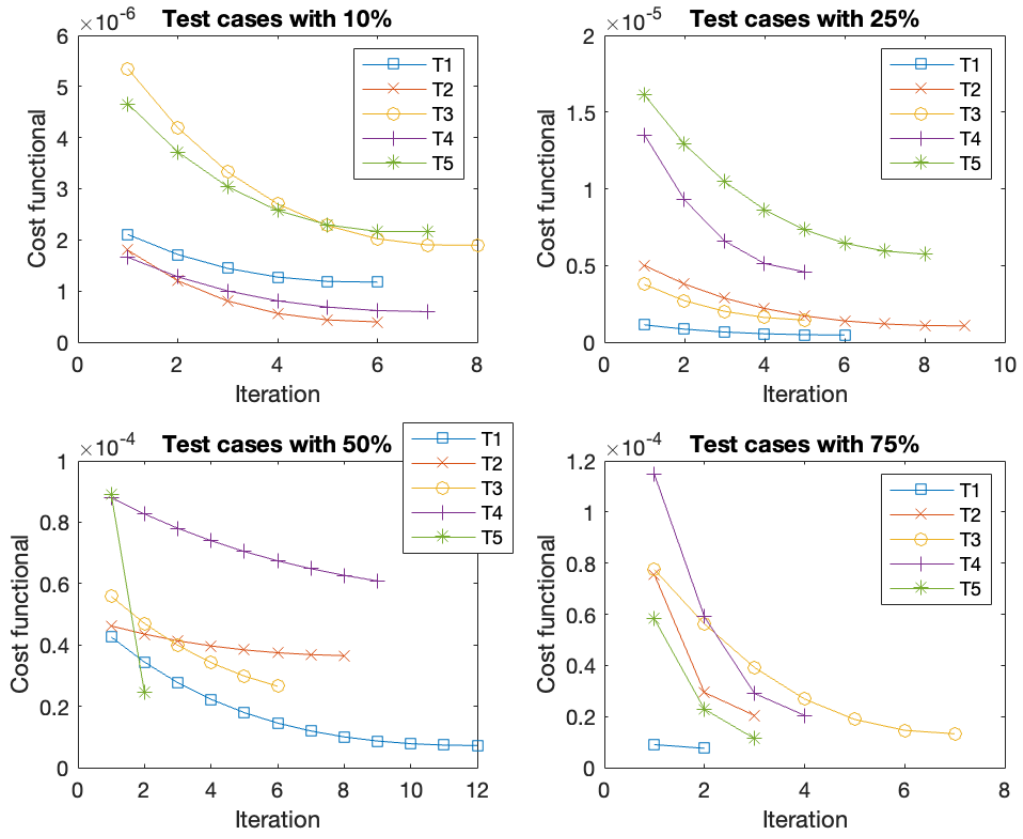 Test cases with 10%
×10⁻⁶
6
5
4
3
2
1
0
0 2 4 6 8
Cost functional
Iteration
T1
T2
T3
T4
T5
Test cases with 25%
×10⁻⁵
2
1.5
1
0.5
0
0 2 4 6 8 10
Cost functional
Iteration
T1
T2
T3
T4
T5
Test cases with 50%
×10⁻⁴
1
0.8
0.6
0.4
0.2
0
0 2 4 6 8 10 12
Cost functional
Iteration
T1
T2
T3
T4
T5
Test cases with 75%
×10⁻⁴
1.2
1
0.8
0.6
0.4
0.2
0
0 2 4 6 8
Cost functional
Iteration
T1
T2
T3
T4
T5